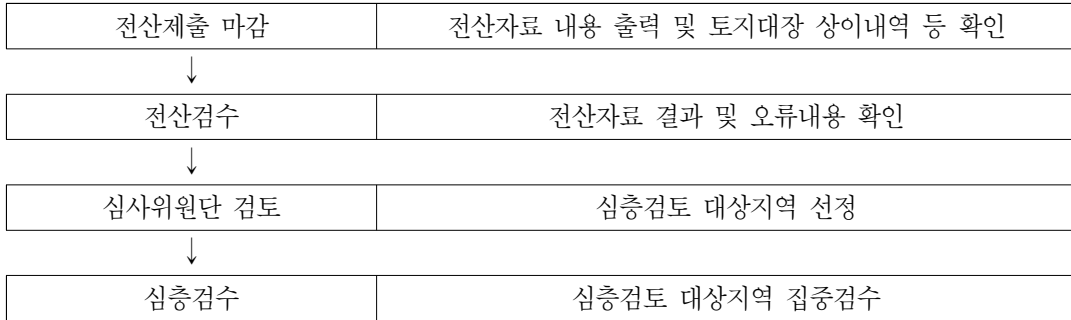 전산제출 마감 전산자료 내용 출력 및 토지대장 상이내역 등 확인
↓
전산검수 전산자료 결과 및 오류내용 확인
↓
심사위원단 검토 심층검토 대상지역 선정
↓
심층검수 심층검토 대상지역 집중검수